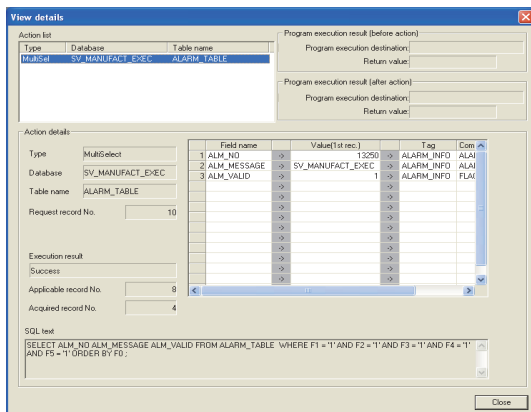 View details
Action list
Type Database Table name
MultiSel SV_MANUFACT_EXEC ALARM_TABLE
Program execution result (before action)
Program execution destination:
Return value:
Program execution result (after action)
Program execution destination:
Return value:
Action details
Type MultiSelect
Database SV_MANUFACT_EXEC
Table name ALARM_TABLE
Request record No. 10
Execution result
Success
Applicable record No. 8
Acquired record No. 4
Field name Value(1st rec.) Tag Com
1 ALM_NO -> 13250 -> ALARM_INFO ALAI
2 ALM_MESSAGE -> SV_MANUFACT_EXEC -> ALARM_INFO ALAI
3 ALM_VALID -> 1 -> ALARM_INFO FLAG
-> ->
-> ->
-> ->
-> ->
-> ->
-> ->
-> ->
SQL text
SELECT ALM_NO ALM_MESSAGE ALM_VALID FROM ALARM_TABLE WHERE F1 = '1' AND F2 = '1' AND F3 = '1' AND F4 = '1'
AND F5 = '1' ORDER BY F0 ;
Close